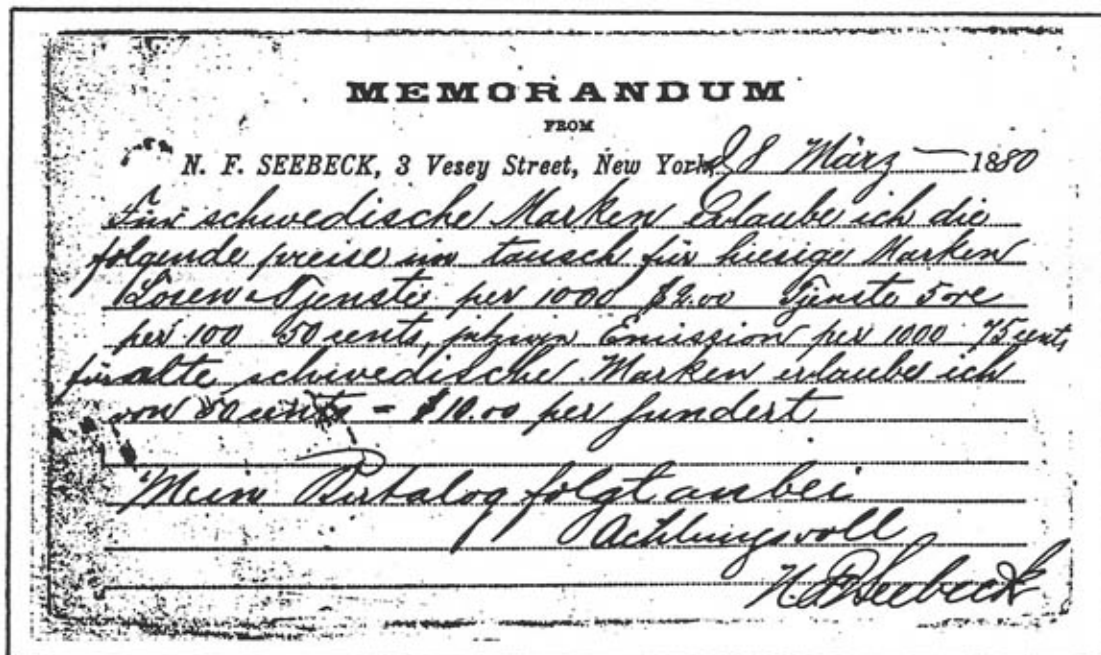 MEMORANDUM
FROM
N. F. SEEBECK, 3 Vesey Street, New York, 28 März 1880
Für schwedische Marken erlaube ich die
folgende preise im tausch für hiesige Marken
Losen & Tjenste per 1000 $2.00 Tjenste 5 ore
per 100 50 cents, Emission per 1000 75 cents
für alte schwedische Marken erlaube ich
von 50 cents = $10.00 per hundert
Mein Catalog folgt anbei
Achtungsvoll
N. F. Seebeck